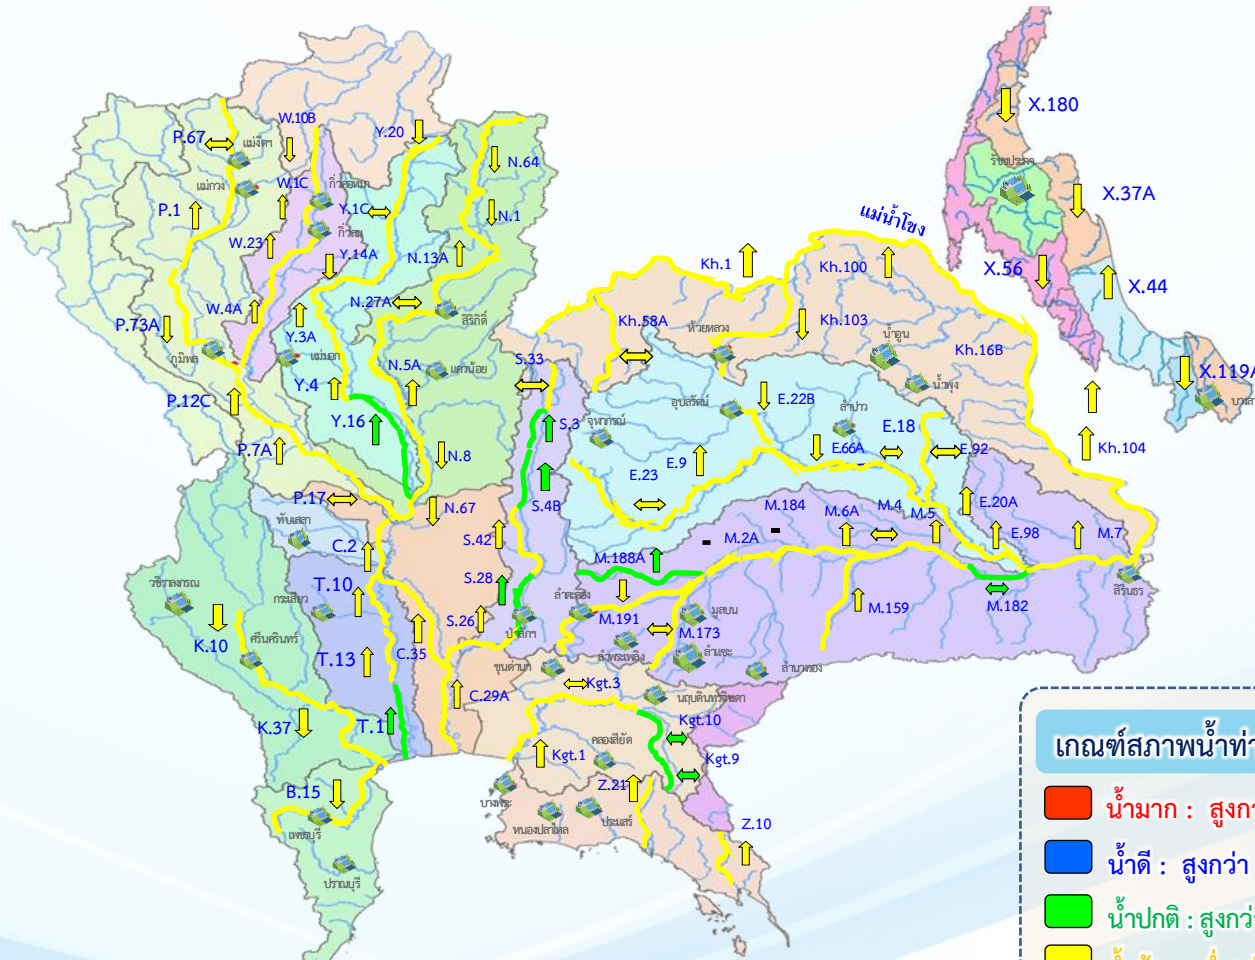 X.180
W.10B
Y.20
P.67
แม่งัดฯ
N.64
รัชชประภา
แม่กวง
W.1C
กิ่วคอหมา
X.37A
P.1
Y.1C
N.1
แม่น้ำโขง
W.23
กิ่วลม
Y.14A
N.13A
Kh.1
Kh.100
X.56
X.44
N.27A
W.4A
สิริกิติ์
Kh.58A
Kh.103
P.73A
Y.3A
ห้วยหลวง
น้ำอูน
ภูมิพล
แม่มอก
N.5A
แควน้อย
S.33
Kh.16B
X.119A
Y.4
น้ำพุง
P.12C
อุบลรัตน์
E.22B
ลำปาว
Y.16
S.3
จุฬาภรณ์
E.18
P.7A
N.8
E.23
E.9
E.66A
E.92
Kh.104
P.17
N.67
S.4B
M.184
M.6A
M.4
M.5
E.20A
ทับเสลา
C.2
S.42
M.188A
M.2A
E.98
M.7
T.10
S.28
วชิราลงกรณ
กระเสียว
ลำตะคอง
สิรินธร
M.182
K.10
S.26
ป่าสักฯ
M.191
มูลบน
M.159
ศรีนครินทร์
T.13
C.35
M.173
ขุนด่านฯ
ลำพระเพลิง
ลำแซะ
ลำนางรอง
Kgt.3
C.29A
นฤบดินทรจินดา
K.37
T.1
Kgt.10
คลองสียัด
Kgt.1
Kgt.9
B.15
Z.21
บางพระ
เพชรบุรี
หนองปลาไหล
ประแสร์
Z.10
ปราณบุรี
เกณฑ์สภาพน้ำท่า
น้ำมาก : สูงกว่
น้ำดี : สูงกว่า
น้ำปกติ : สูงกว่